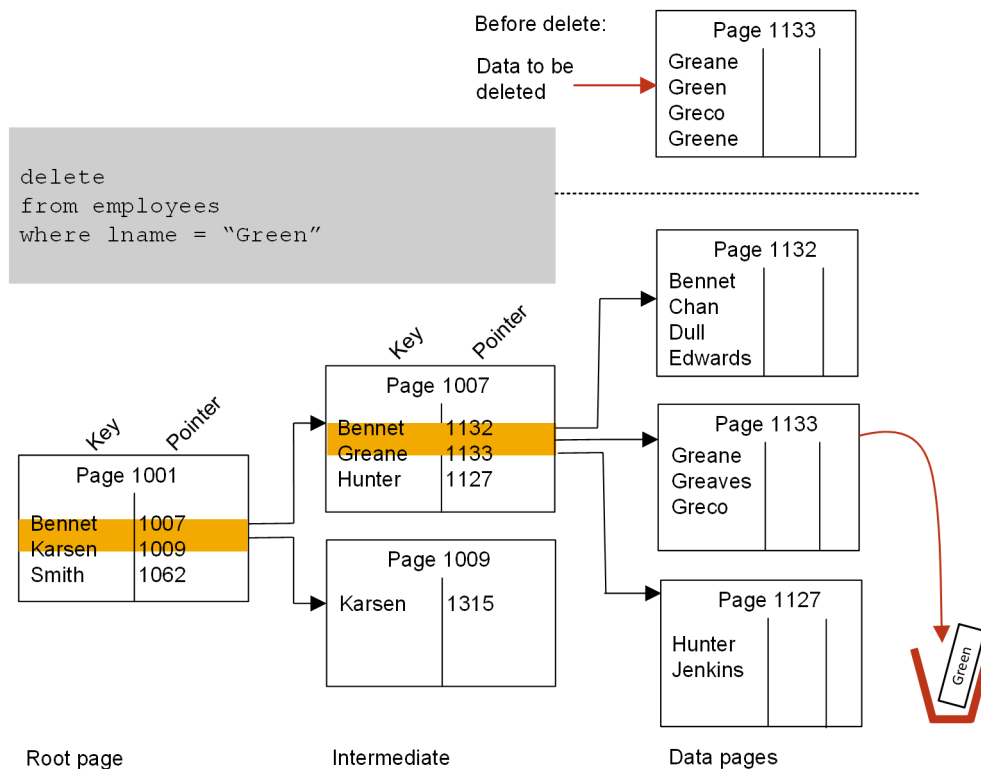 Before delete:
Data to be
deleted
Page 1133
Greane
Green
Greco
Greene
delete
from employees
where lname = “Green”
Key
Pointer
Page 1001
Bennet 1007
Karsen 1009
Smith 1062
Key
Pointer
Page 1007
Bennet 1132
Greane 1133
Hunter 1127
Page 1009
Karsen 1315
Page 1132
Bennet
Chan
Dull
Edwards
Page 1133
Greane
Greaves
Greco
Page 1127
Hunter
Jenkins
Green
Root page
Intermediate
Data pages